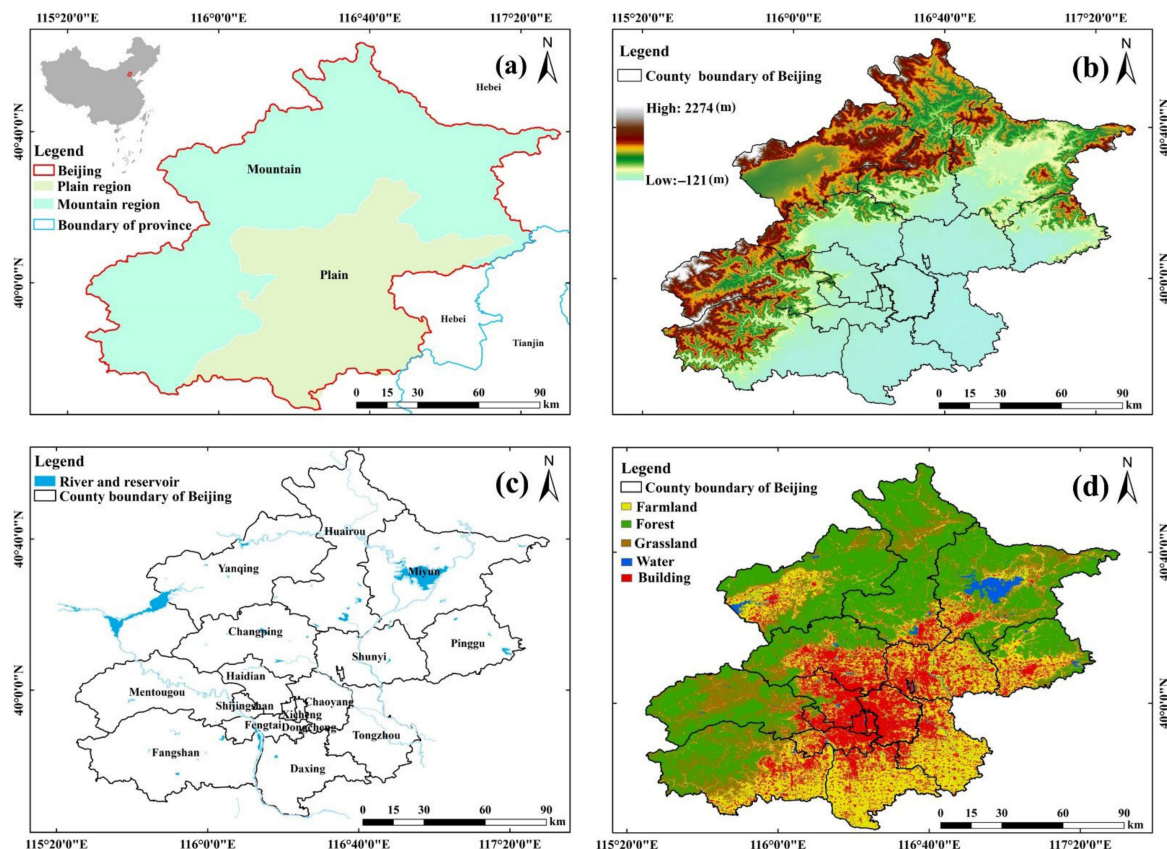 115°20'0"E 116°0'0"E 116°40'0"E 117°20'0"E
(a)
N
Hebei
40°40'0"N
Mountain
Legend
Beijing
Plain region
Mountain region
Boundary of province
Plain
40°0'0"N
Hebei
Tianjin
0 15 30 60 90
km
115°20'0"E 116°0'0"E 116°40'0"E 117°20'0"E
Legend
County boundary of Beijing
(b)
N
High: 2274 (m)
Low:–121 (m)
40°40'0"N
40°0'0"N
0 15 30 60 90
km
Legend
River and reservoir
County boundary of Beijing
(c)
N
40°40'0"N
Huairou
Yanqing
Miyun
Changping
Shunyi
Pinggu
Haidian
40°0'0"N
Mentougou
Shijingshan
Chaoyang
Xicheng
Fengtai
Dongcheng
Tongzhou
Fangshan
Daxing
0 15 30 60 90
km
115°20'0"E 116°0'0"E 116°40'0"E 117°20'0"E
Legend
County boundary of Beijing
Farmland
Forest
Grassland
Water
Building
(d)
N
40°40'0"N
40°0'0"N
0 15 30 60 90
km
115°20'0"E 116°0'0"E 116°40'0"E 117°20'0"E